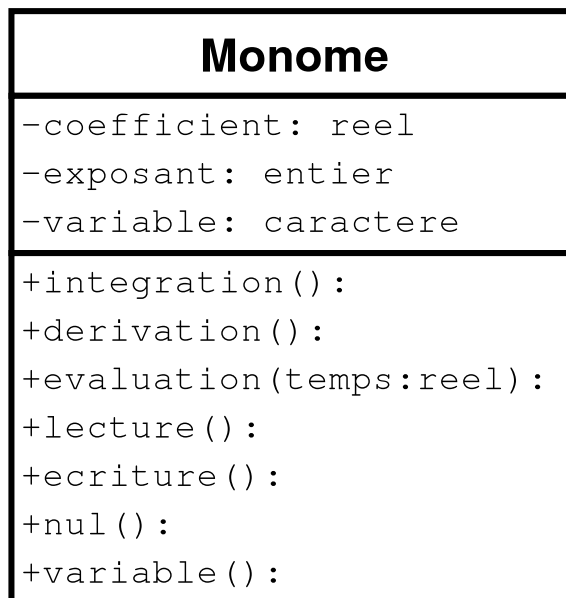 Monome
-coefficient: reel
-exposant: entier
-variable: caractere
+integration():
+derivation():
+evaluation(temps:reel):
+lecture():
+ecriture():
+nul():
+variable():